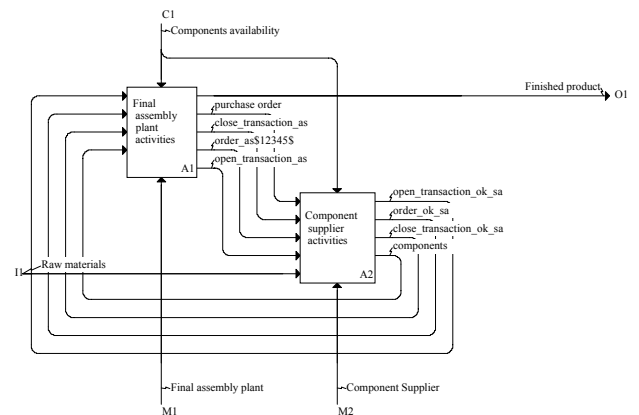 C1
Components availability
Finished product
O1
Final
assembly
plant
activities
A1
purchase order
close_transaction_as
order_as$12345$
open_transaction_as
Component
supplier
activities
A2
open_transaction_ok_sa
order_ok_sa
close_transaction_ok_sa
components
Raw materials
I1
Final assembly plant
Component Supplier
M1
M2